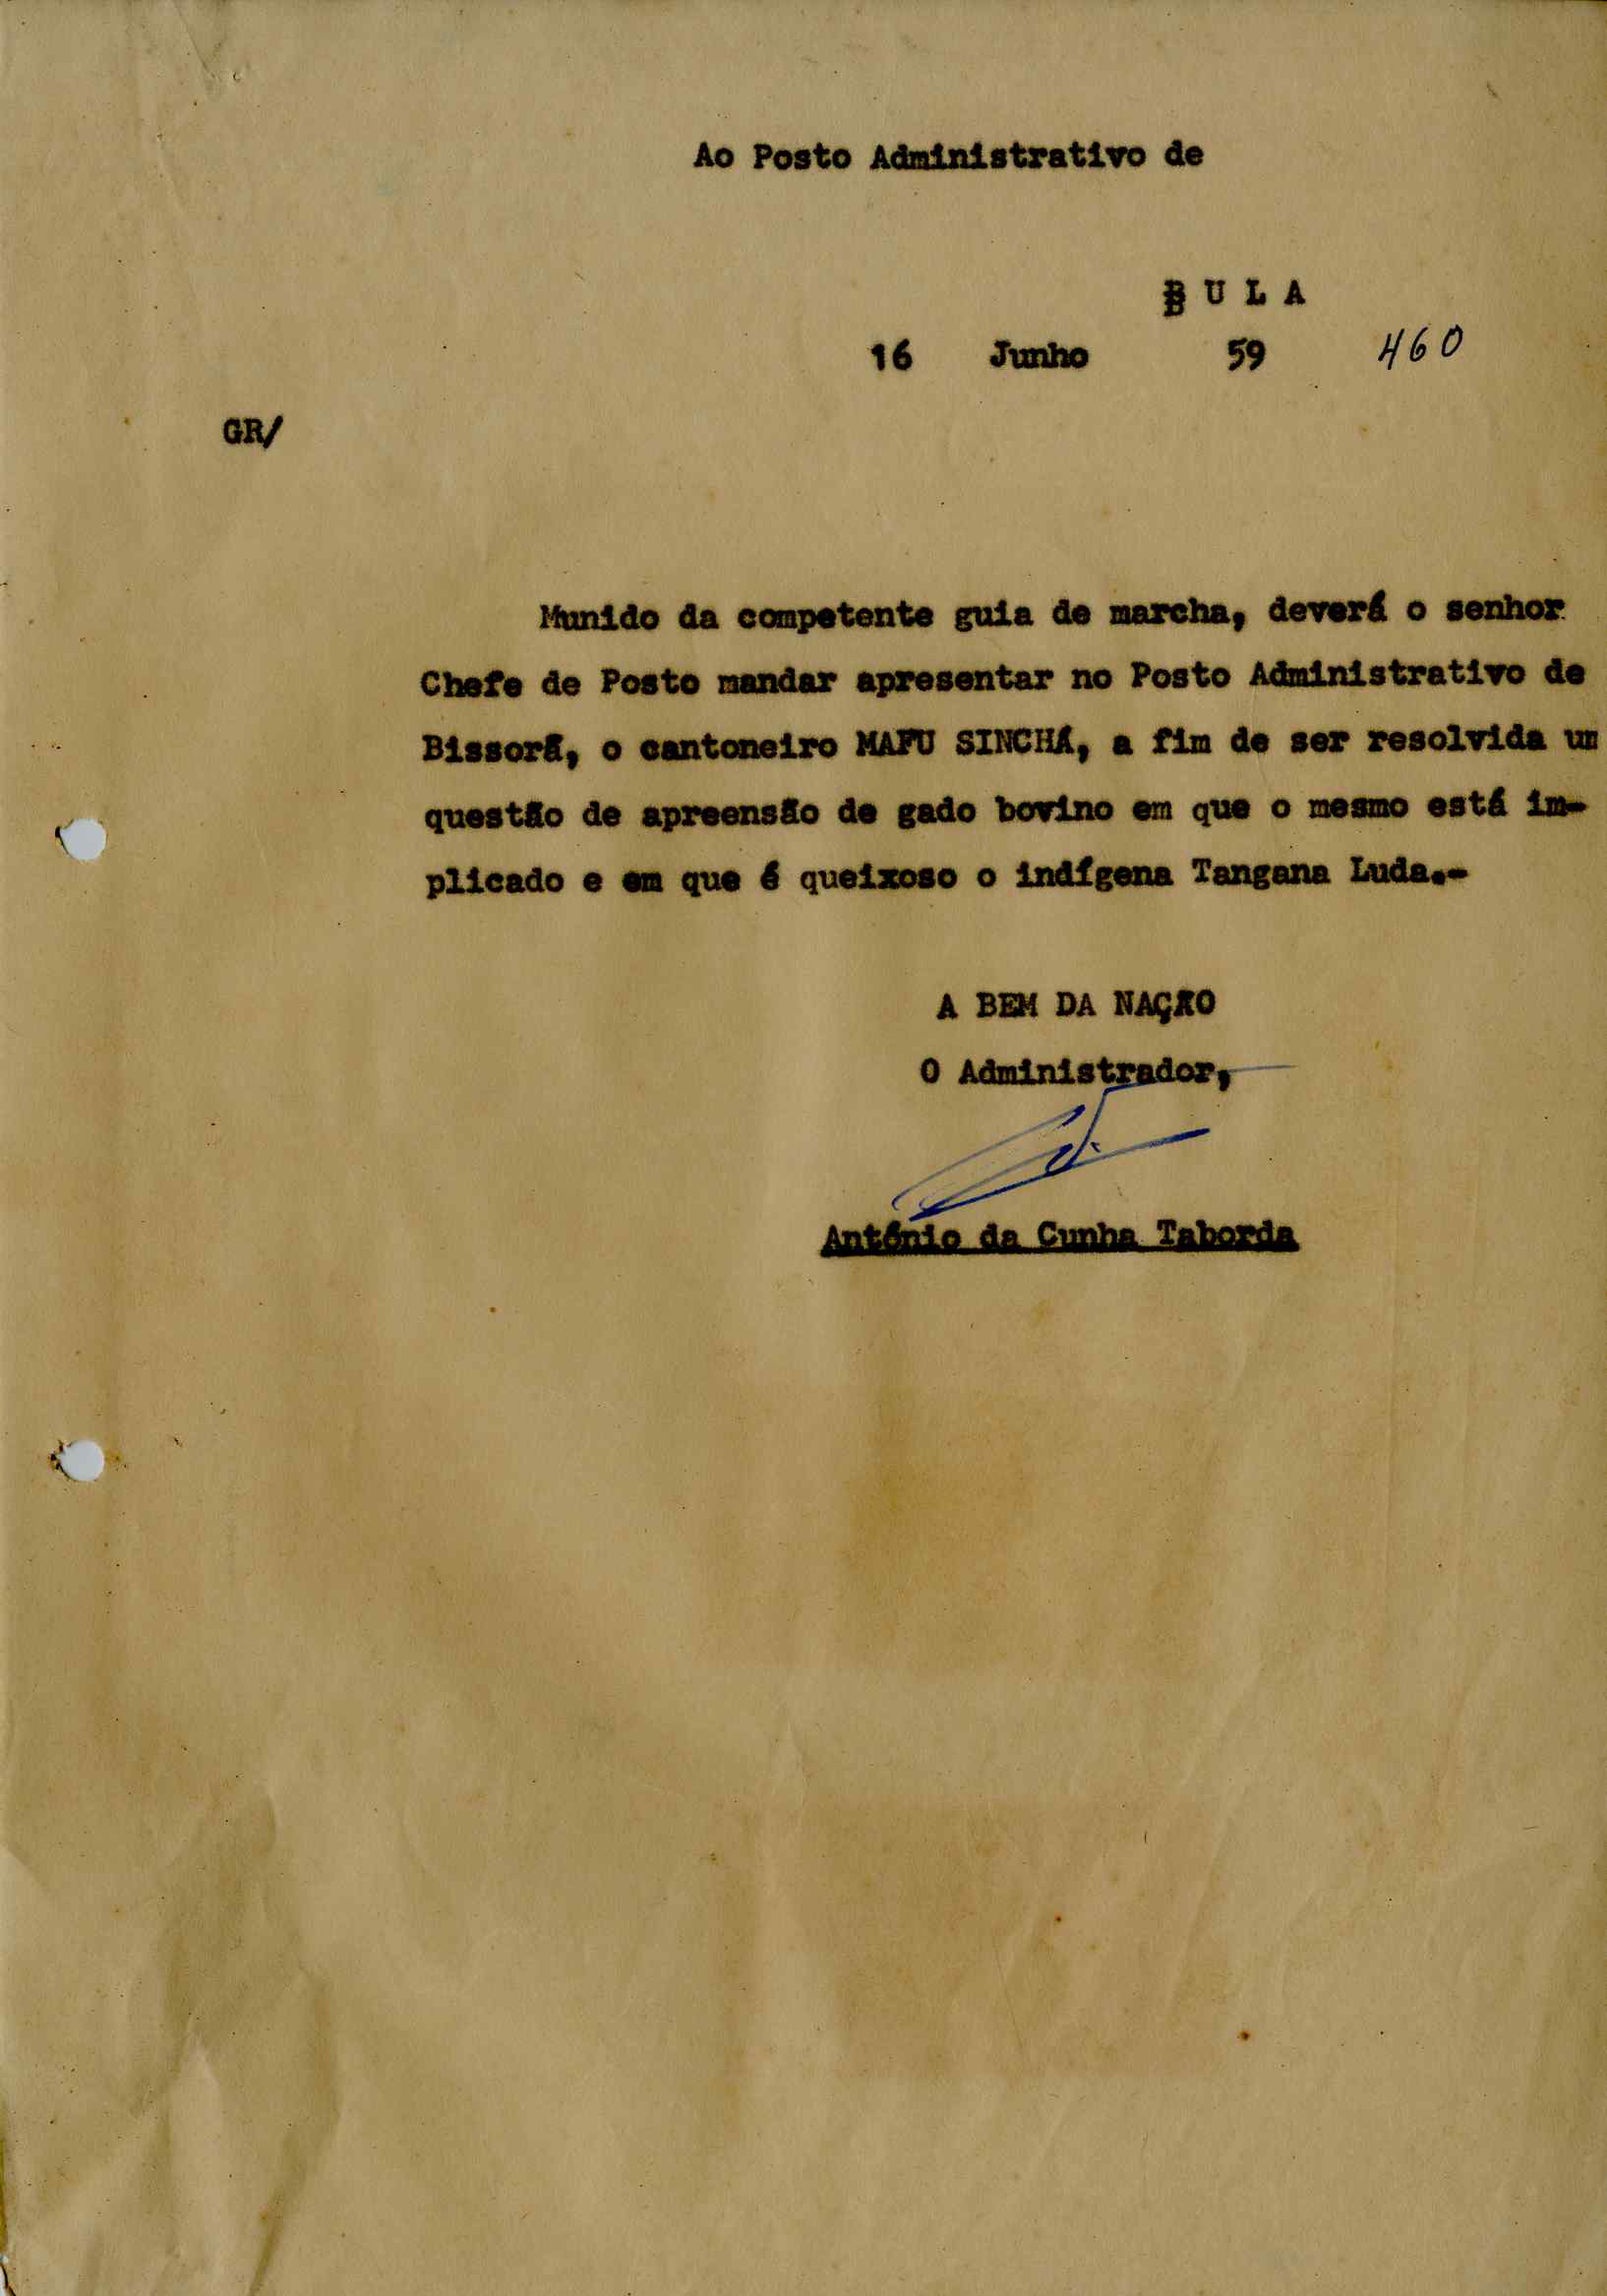 Ao Posto Administrativo de
B U L A
16 Junho 59 460
GR/
Munido da competente guia de marcha, deverá o senhor
Chefe de Posto mandar apresentar no Posto Administrativo de
Bissorã, o cantoneiro MAFU SINCHÁ, a fim de ser resolvida um
questão de apreensão de gado bovino em que o mesmo está im-
plicado e em que é queixoso o indígena Tangana Luda.-
A BEM DA NAÇÃO
O Administrador,
António da Cunha Taborda